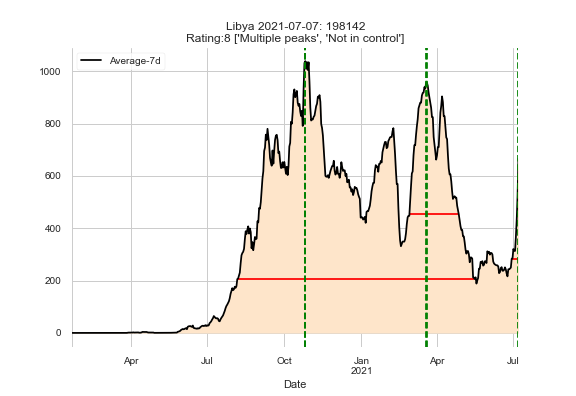 Libya 2021-07-07: 198142
Rating:8 ['Multiple peaks', 'Not in control']
Average-7d
1000
800
600
400
200
0
Apr
Jul
Oct
Jan
2021
Apr
Jul
Date